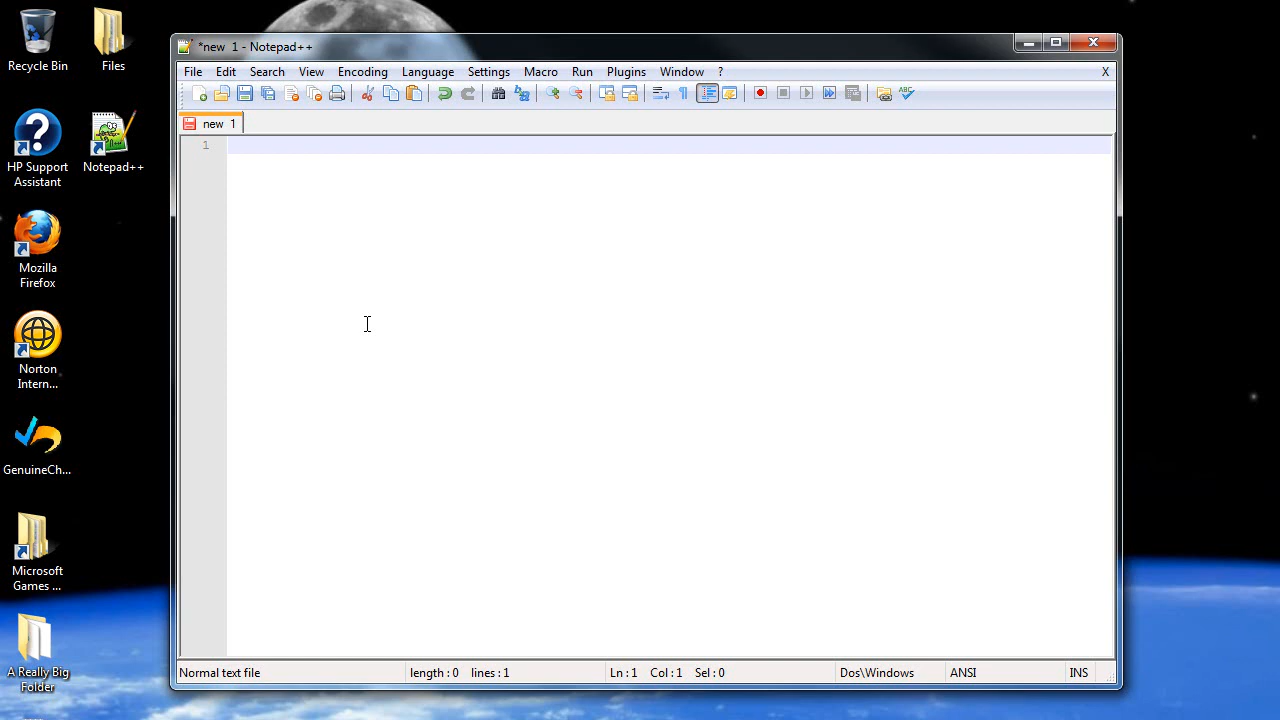 Recycle Bin
Files
HP Support
Assistant
Notepad++
Mozilla
Firefox
Norton
Intern...
GenuineCh...
Microsoft
Games ...
A Really Big
Folder
*new 1 - Notepad++
File Edit Search View Encoding Language Settings Macro Run Plugins Window ? X
ABC
new 1
1
Normal text file length : 0 lines : 1 Ln : 1 Col : 1 Sel : 0 Dos\Windows ANSI INS